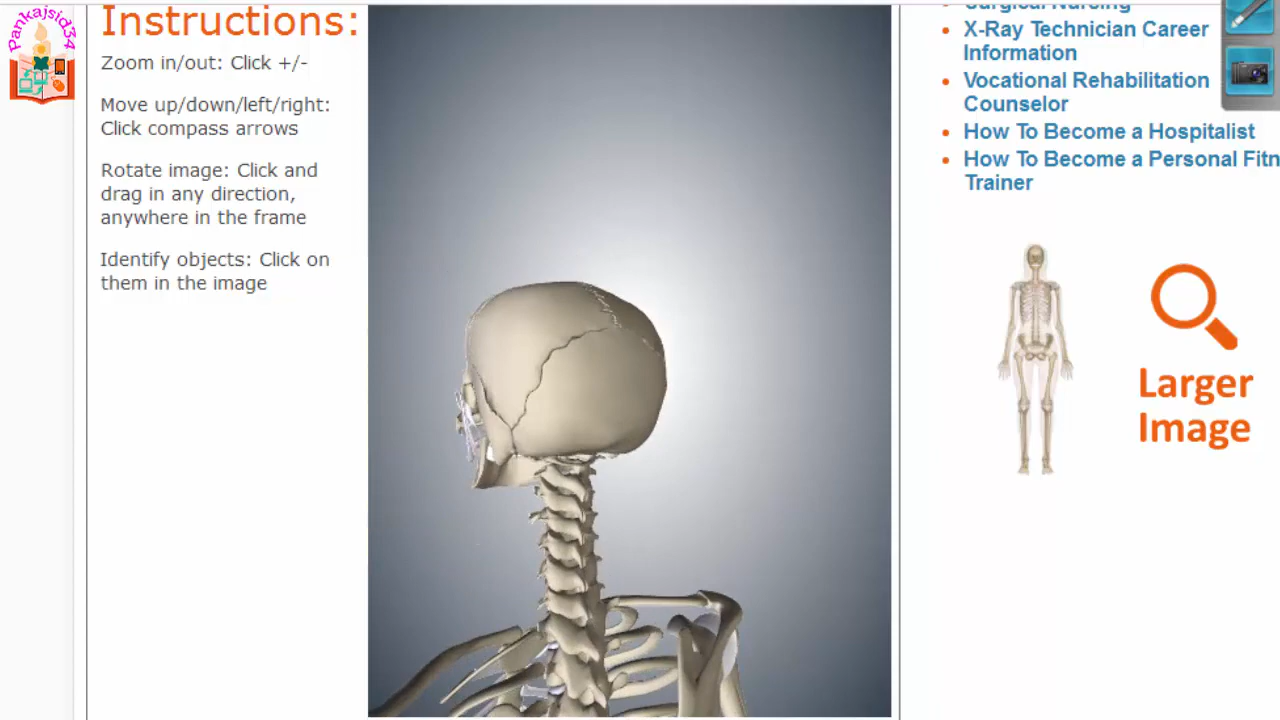 Pankajsid34
Instructions:
Zoom in/out: Click +/-
Move up/down/left/right:
Click compass arrows
Rotate image: Click and
drag in any direction,
anywhere in the frame
Identify objects: Click on
them in the image
Surgical Nursing
X-Ray Technician Career
Information
Vocational Rehabilitation
Counselor
How To Become a Hospitalist
How To Become a Personal Fitn
Trainer
Larger
Image